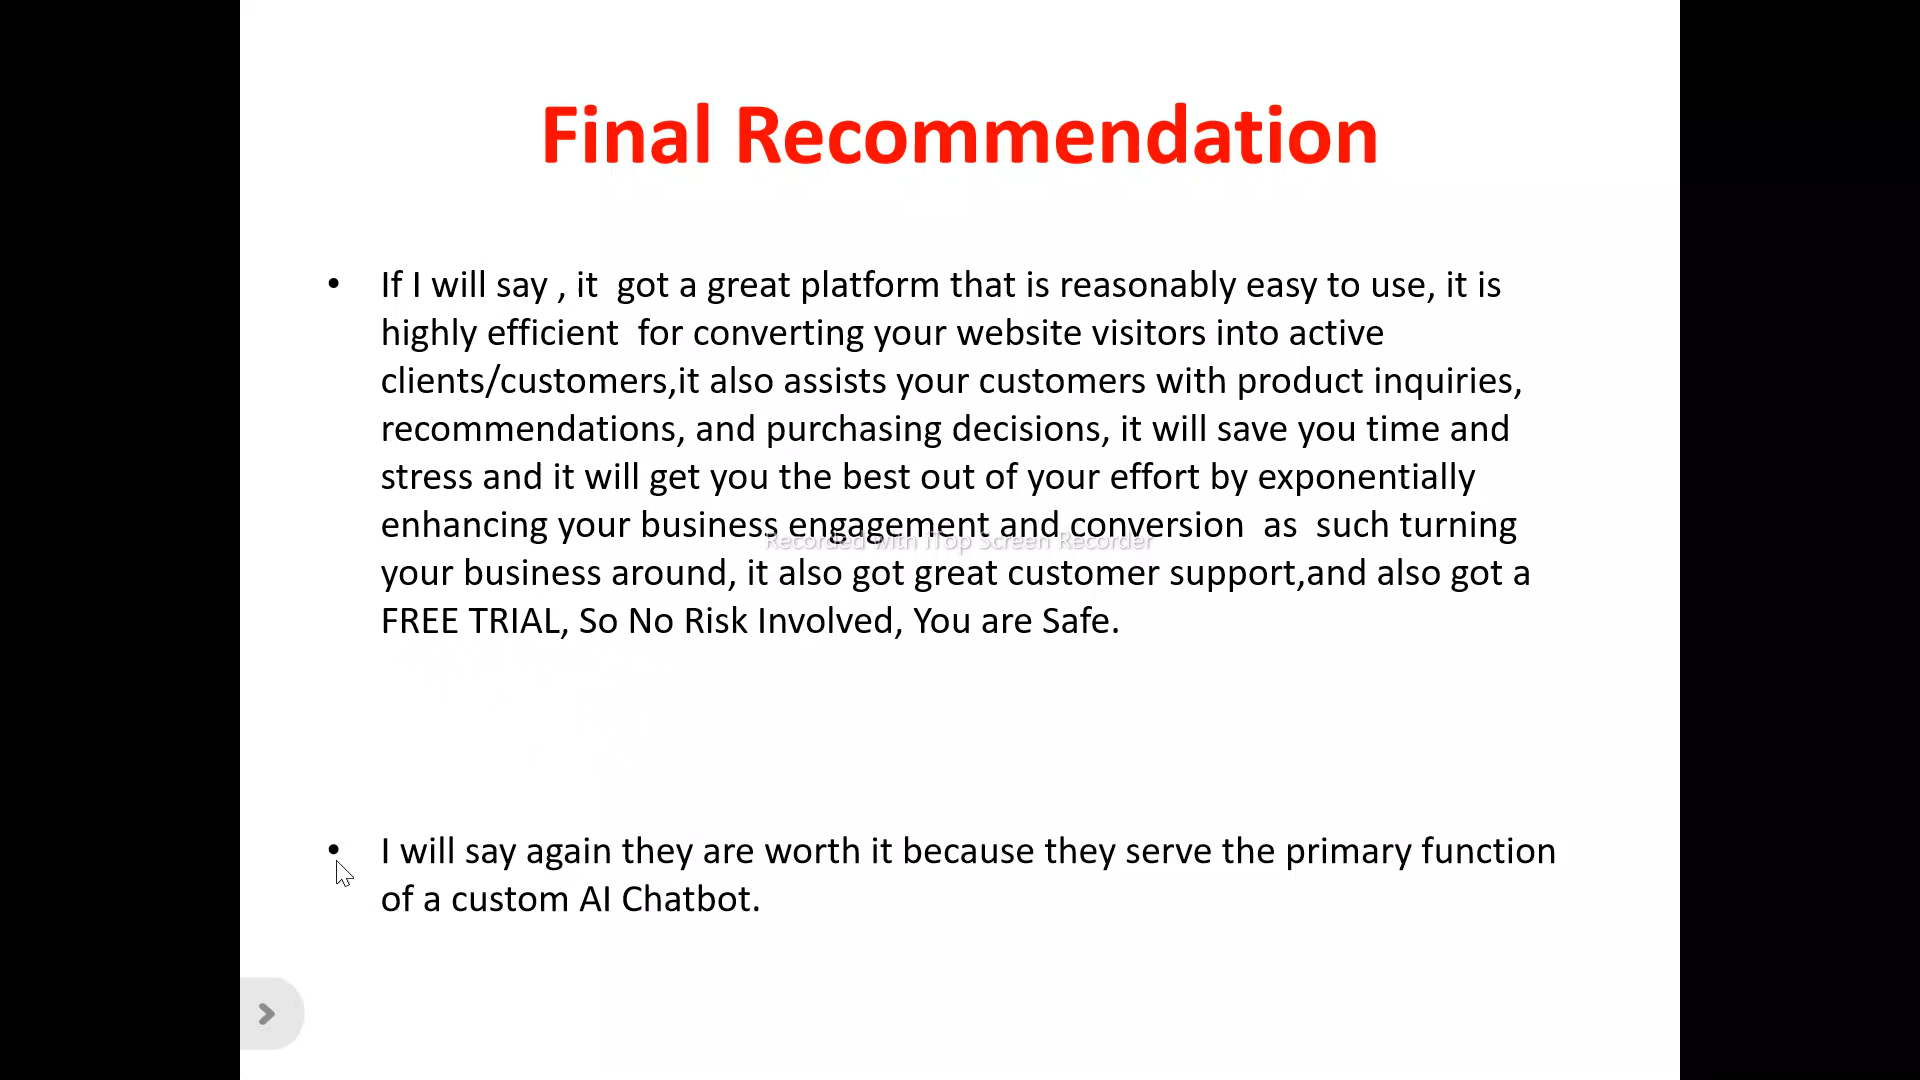 Final Recommendation
• If I will say , it  got a great platform that is reasonably easy to use, it is
highly efficient  for converting your website visitors into active
clients/customers,it also assists your customers with product inquiries,
recommendations, and purchasing decisions, it will save you time and
stress and it will get you the best out of your effort by exponentially
enhancing your business engagement and conversion  as  such turning
Recorded with iTop Screen Recorder
your business around, it also got great customer support,and also got a
FREE TRIAL, So No Risk Involved, You are Safe.
• I will say again they are worth it because they serve the primary function
of a custom AI Chatbot.